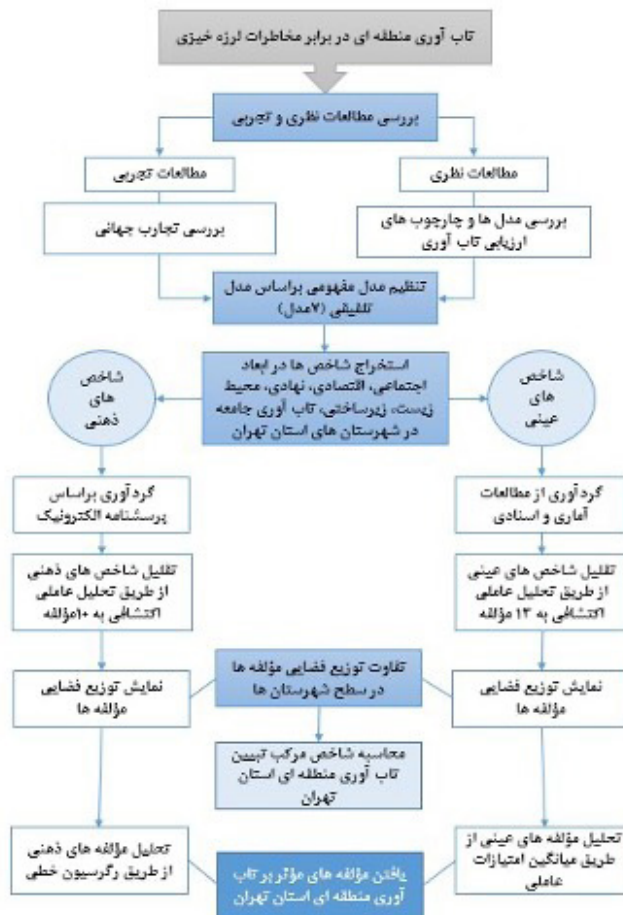 تاب آوری منطقه ای در برابر مخاطرات لرزه خیزی
بررسی مطالعات نظری و تجربی
مطالعات نظری
مطالعات تجربی
بررسی مدل ها و چارچوب های
ارزیابی تاب آوری
بررسی تجارب جهانی
تنظیم مدل مفهومی براساس مدل
تلفیقی (۷مدل)
استخراج شاخص ها در ابعاد
اجتماعی، اقتصادی، نهادی، محیط
زیست، زیرساختی، تاب آوری جامعه
در شهرستان های استان تهران
شاخص
های
عینی
شاخص
های
ذهنی
گردآوری از مطالعات
آماری و اسنادی
گردآوری براساس
پرسشنامه الکترونیک
تقلیل شاخص های عینی
از طریق تحلیل عاملی
اکتشافی به ۱۳ مؤلفه
تقلیل شاخص های ذهنی
از طریق تحلیل عاملی
اکتشافی به ۱۰مؤلفه
نمایش توزیع فضایی
مؤلفه ها
تفاوت توزیع فضایی مؤلفه ها
در سطح شهرستان ها
نمایش توزیع فضایی
مؤلفه ها
محاسبه شاخص مرکب تبیین
تاب آوری منطقه ای استان
تهران
تحلیل مؤلفه های عینی از
طریق میانگین امتیازات
عاملی
یافتن مؤلفه های مؤثر بر تاب
آوری منطقه ای استان تهران
تحلیل مؤلفه های ذهنی
از طریق رگرسیون خطی